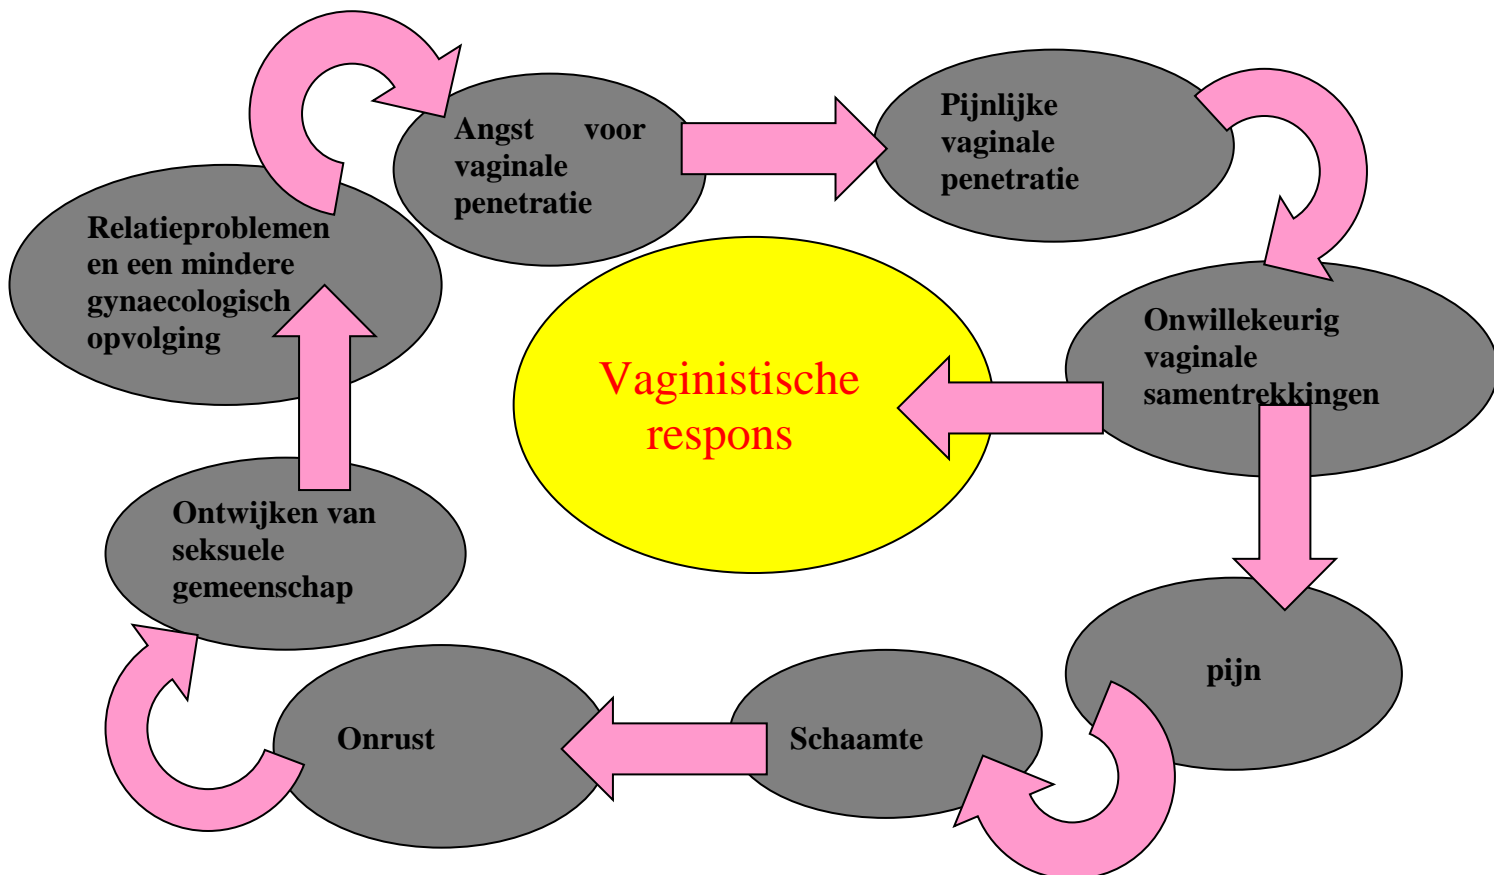 Angst voor
vaginale
penetratie
Pijnlijke
vaginale
penetratie
Onwillekeurig
vaginale
samentrekkingen
Vaginistische
respons
pijn
Schaamte
Onrust
Ontwijken van
seksuele
gemeenschap
Relatieproblemen
en een mindere
gynaecologisch
opvolging